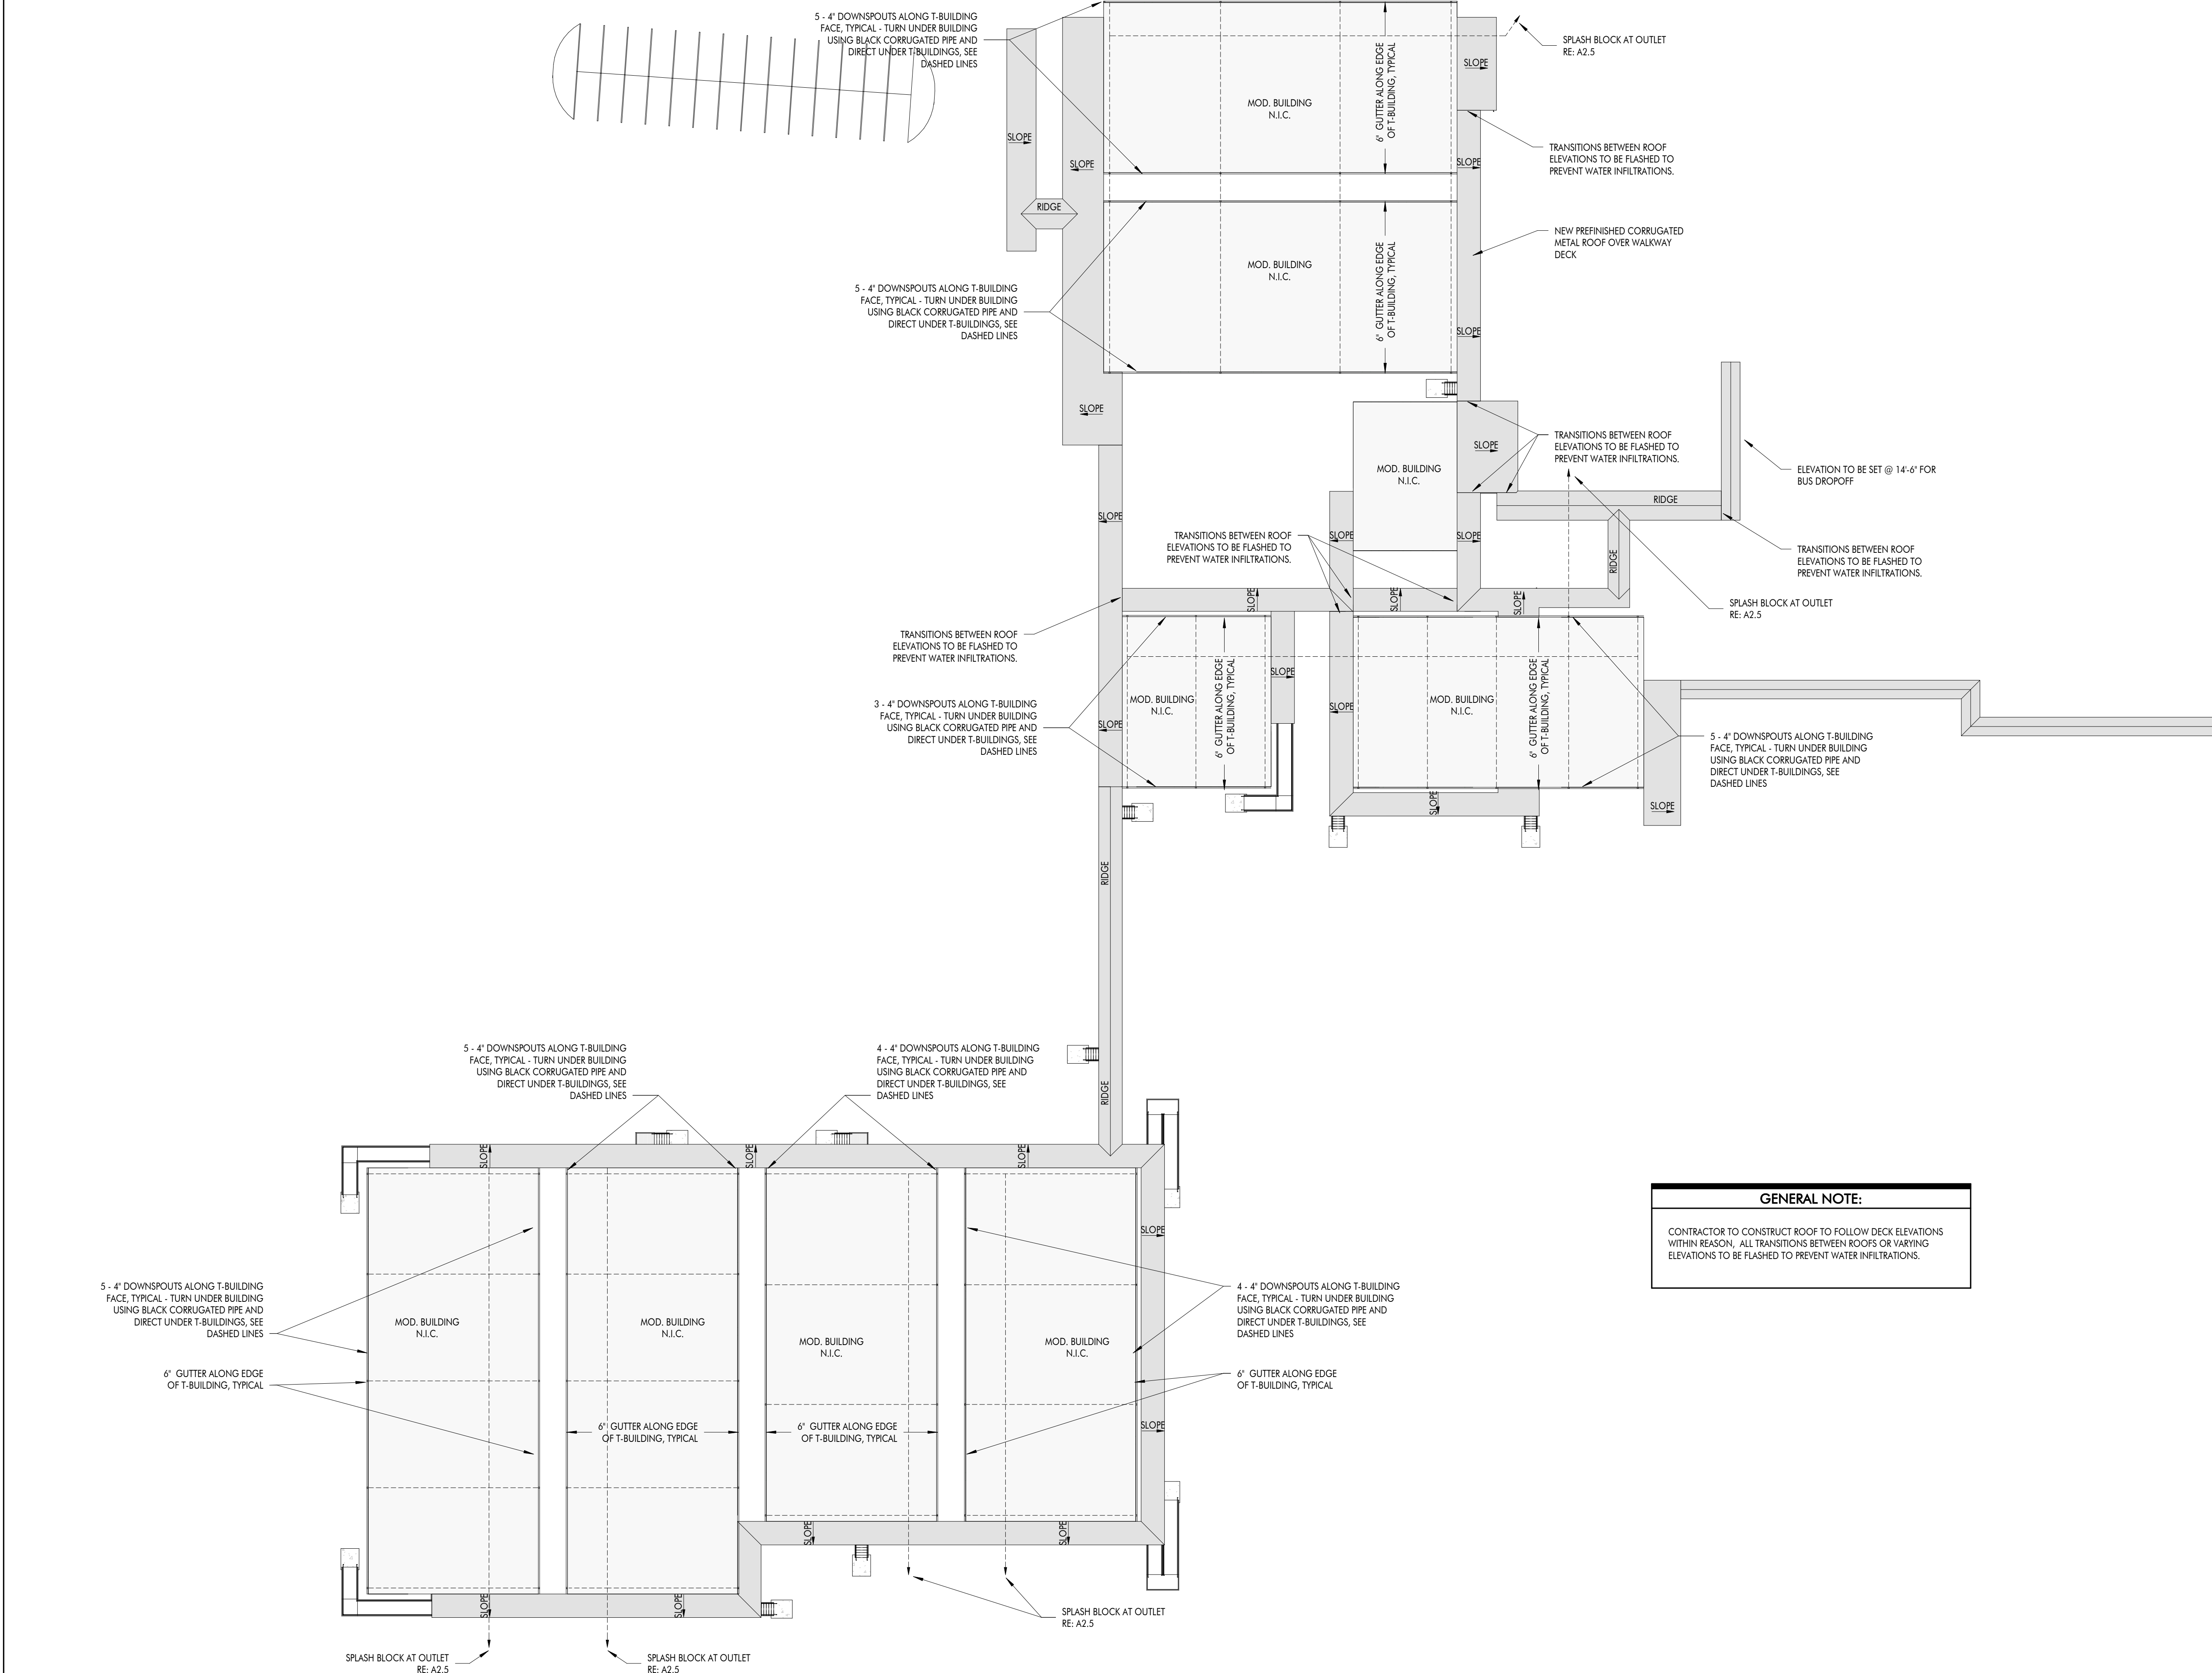 5 - 4" DOWNSPOUTS ALONG T-BUILDING
FACE, TYPICAL - TURN UNDER BUILDING
USING BLACK CORRUGATED PIPE AND
DIRECT UNDER T-BUILDINGS, SEE
DASHED LINES
SPLASH BLOCK AT OUTLET
RE: A2.5
SLOPE
6" GUTTER ALONG EDGE
OF T-BUILDING, TYPICAL
MOD. BUILDING
N.I.C.
SLOPE
SLOPE
SLOPE
TRANSITIONS BETWEEN ROOF
ELEVATIONS TO BE FLASHED TO
PREVENT WATER INFILTRATIONS.
RIDGE
NEW PREFINISHED CORRUGATED
METAL ROOF OVER WALKWAY
DECK
MOD. BUILDING
N.I.C.
6" GUTTER ALONG EDGE
OF T-BUILDING, TYPICAL
5 - 4" DOWNSPOUTS ALONG T-BUILDING
FACE, TYPICAL - TURN UNDER BUILDING
USING BLACK CORRUGATED PIPE AND
DIRECT UNDER T-BUILDINGS, SEE
DASHED LINES
SLOPE
SLOPE
SLOPE
TRANSITIONS BETWEEN ROOF
ELEVATIONS TO BE FLASHED TO
PREVENT WATER INFILTRATIONS.
MOD. BUILDING
N.I.C.
ELEVATION TO BE SET @ 14'-6" FOR
BUS DROPOFF
RIDGE
SLOPE
TRANSITIONS BETWEEN ROOF
ELEVATIONS TO BE FLASHED TO
PREVENT WATER INFILTRATIONS.
SLOPE
SLOPE
RIDGE
TRANSITIONS BETWEEN ROOF
ELEVATIONS TO BE FLASHED TO
PREVENT WATER INFILTRATIONS.
SLOPE
SLOPE
SLOPE
SPLASH BLOCK AT OUTLET
RE: A2.5
TRANSITIONS BETWEEN ROOF
ELEVATIONS TO BE FLASHED TO
PREVENT WATER INFILTRATIONS.
SLOPE
6" GUTTER ALONG EDGE
OF T-BUILDING, TYPICAL
6" GUTTER ALONG EDGE
OF T-BUILDING, TYPICAL
MOD. BUILDING
N.I.C.
MOD. BUILDING
N.I.C.
SLOPE
SLOPE
3 - 4" DOWNSPOUTS ALONG T-BUILDING
FACE, TYPICAL - TURN UNDER BUILDING
USING BLACK CORRUGATED PIPE AND
DIRECT UNDER T-BUILDINGS, SEE
DASHED LINES
5 - 4" DOWNSPOUTS ALONG T-BUILDING
FACE, TYPICAL - TURN UNDER BUILDING
USING BLACK CORRUGATED PIPE AND
DIRECT UNDER T-BUILDINGS, SEE
DASHED LINES
SLOPE
SLOPE
RIDGE
5 - 4" DOWNSPOUTS ALONG T-BUILDING
FACE, TYPICAL - TURN UNDER BUILDING
USING BLACK CORRUGATED PIPE AND
DIRECT UNDER T-BUILDINGS, SEE
DASHED LINES
4 - 4" DOWNSPOUTS ALONG T-BUILDING
FACE, TYPICAL - TURN UNDER BUILDING
USING BLACK CORRUGATED PIPE AND
DIRECT UNDER T-BUILDINGS, SEE
DASHED LINES
RIDGE
SLOPE
SLOPE
SLOPE
GENERAL NOTE:
CONTRACTOR TO CONSTRUCT ROOF TO FOLLOW DECK ELEVATIONS
WITHIN REASON, ALL TRANSITIONS BETWEEN ROOFS OR VARYING
ELEVATIONS TO BE FLASHED TO PREVENT WATER INFILTRATIONS.
SLOPE
5 - 4" DOWNSPOUTS ALONG T-BUILDING
FACE, TYPICAL - TURN UNDER BUILDING
USING BLACK CORRUGATED PIPE AND
DIRECT UNDER T-BUILDINGS, SEE
DASHED LINES
4 - 4" DOWNSPOUTS ALONG T-BUILDING
FACE, TYPICAL - TURN UNDER BUILDING
USING BLACK CORRUGATED PIPE AND
DIRECT UNDER T-BUILDINGS, SEE
DASHED LINES
MOD. BUILDING
N.I.C.
MOD. BUILDING
N.I.C.
MOD. BUILDING
N.I.C.
MOD. BUILDING
N.I.C.
6" GUTTER ALONG EDGE
OF T-BUILDING, TYPICAL
6" GUTTER ALONG EDGE
OF T-BUILDING, TYPICAL
6" GUTTER ALONG EDGE
OF T-BUILDING, TYPICAL
6" GUTTER ALONG EDGE
OF T-BUILDING, TYPICAL
SLOPE
SLOPE
SLOPE
SLOPE
SLOPE
SPLASH BLOCK AT OUTLET
RE: A2.5
SPLASH BLOCK AT OUTLET
RE: A2.5
SPLASH BLOCK AT OUTLET
RE: A2.5